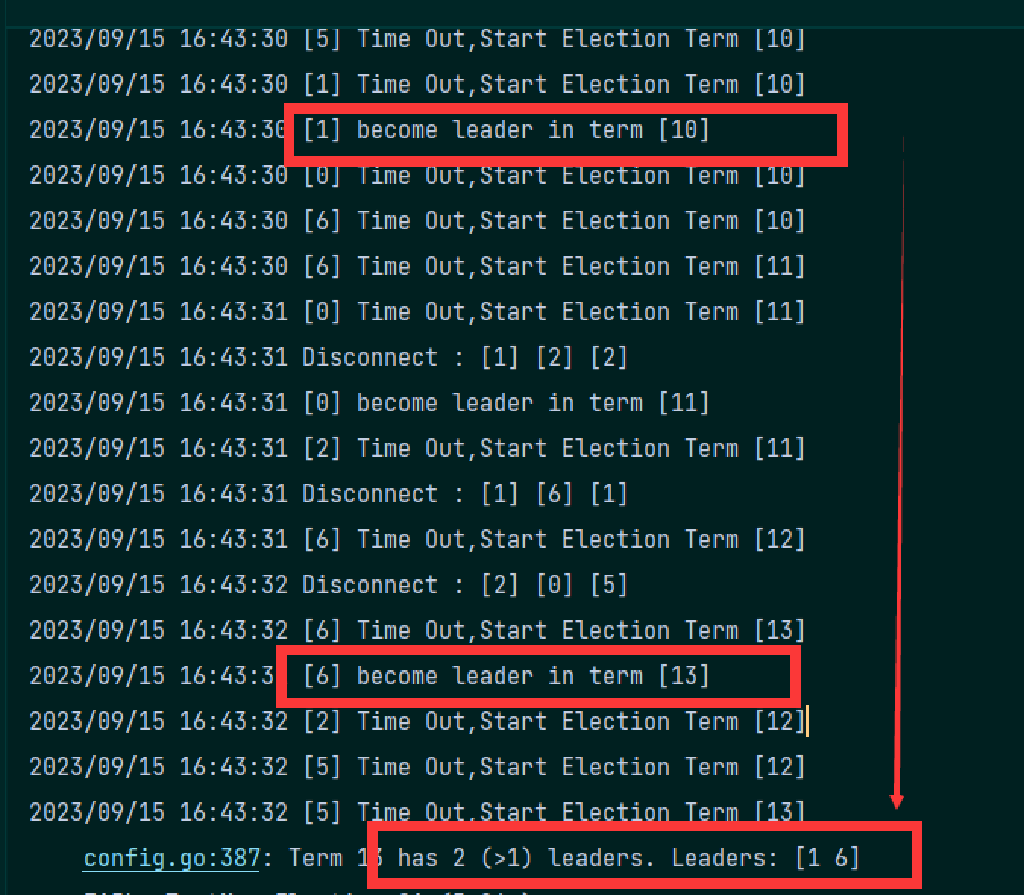 2023/09/15 16:43:30 [5] Time Out,Start Election Term [10]
2023/09/15 16:43:30 [1] Time Out,Start Election Term [10]
2023/09/15 16:43:30 [1] become leader in term [10]
2023/09/15 16:43:30 [0] Time Out,Start Election Term [10]
2023/09/15 16:43:30 [6] Time Out,Start Election Term [10]
2023/09/15 16:43:30 [6] Time Out,Start Election Term [11]
2023/09/15 16:43:31 [0] Time Out,Start Election Term [11]
2023/09/15 16:43:31 Disconnect : [1] [2] [2]
2023/09/15 16:43:31 [0] become leader in term [11]
2023/09/15 16:43:31 [2] Time Out,Start Election Term [11]
2023/09/15 16:43:31 Disconnect : [1] [6] [1]
2023/09/15 16:43:31 [6] Time Out,Start Election Term [12]
2023/09/15 16:43:32 Disconnect : [2] [0] [5]
2023/09/15 16:43:32 [6] Time Out,Start Election Term [13]
2023/09/15 16:43:3 [6] become leader in term [13]
2023/09/15 16:43:32 [2] Time Out,Start Election Term [12]
2023/09/15 16:43:32 [5] Time Out,Start Election Term [12]
2023/09/15 16:43:32 [5] Time Out,Start Election Term [13]
config.go:387: Term 13 has 2 (>1) leaders. Leaders: [1 6]